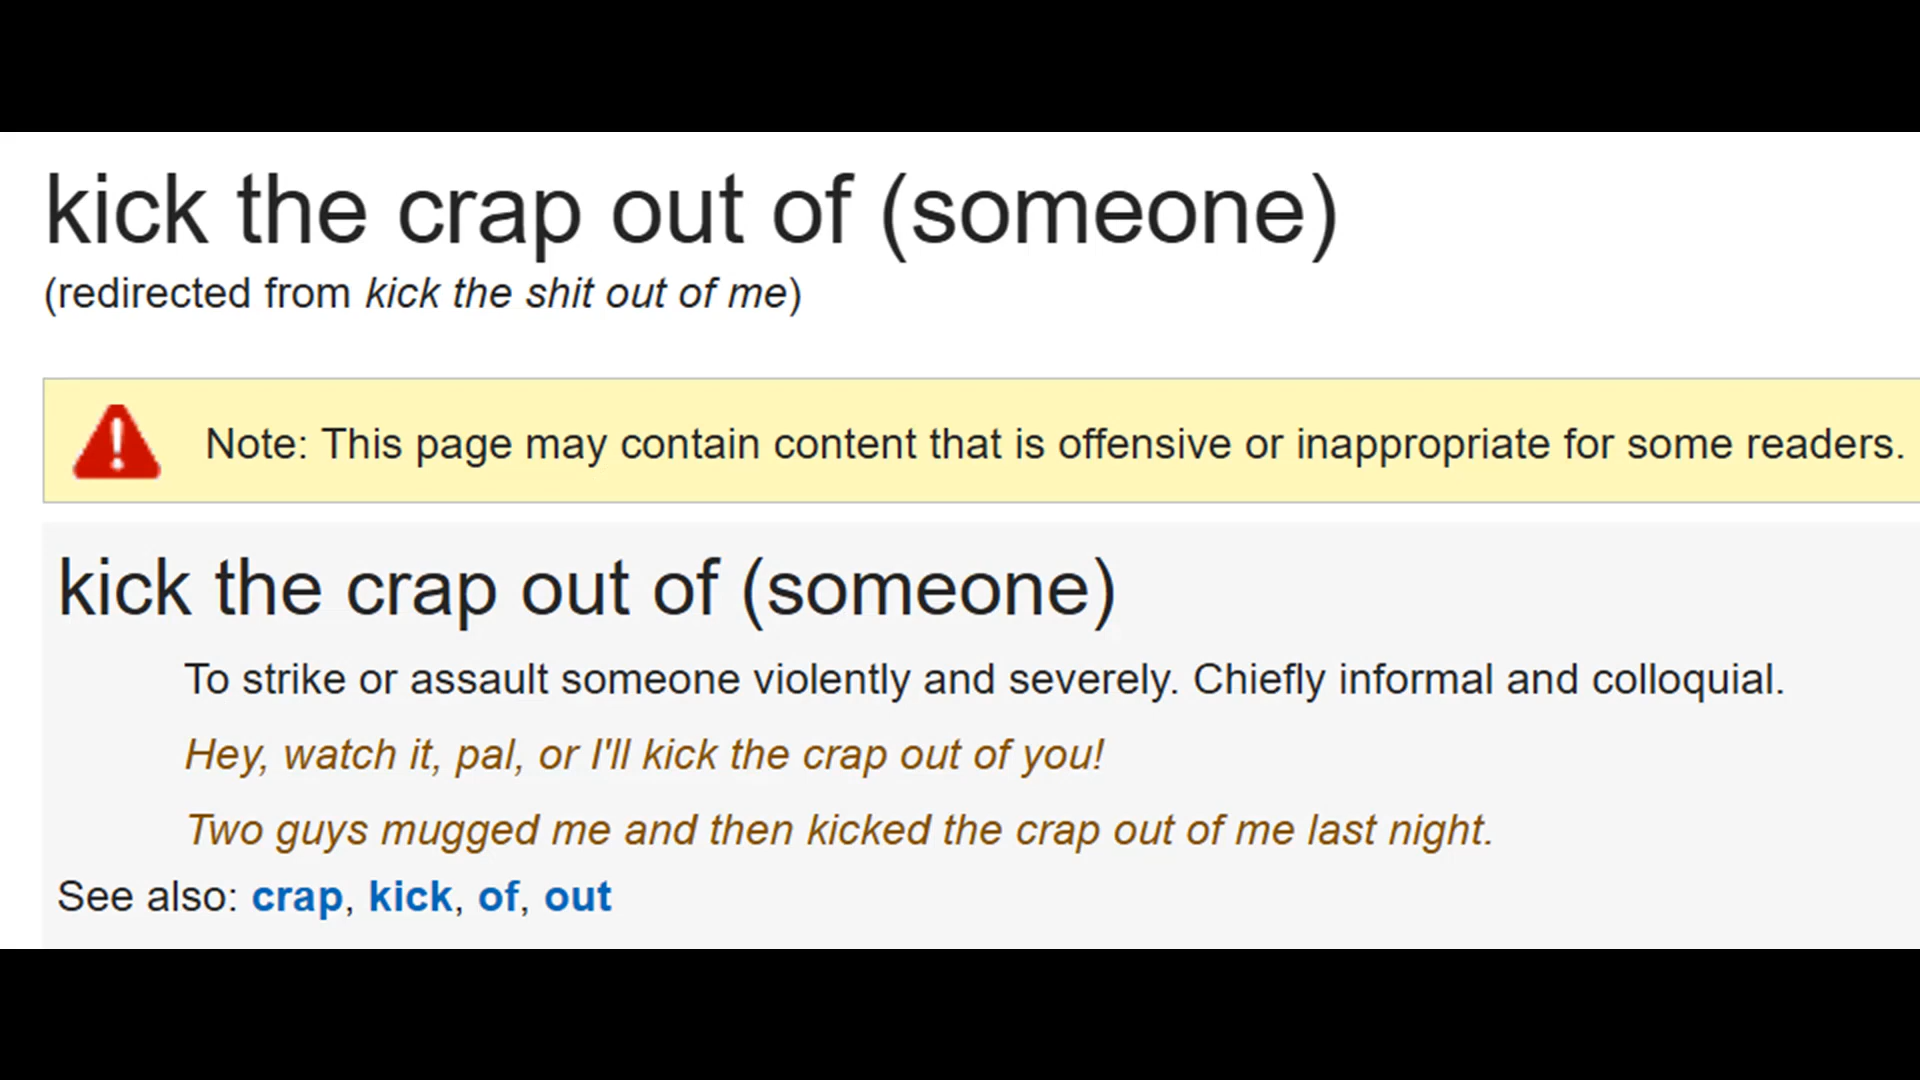 kick the crap out of (someone)
(redirected from kick the shit out of me)
Note: This page may contain content that is offensive or inappropriate for some readers.
kick the crap out of (someone)
To strike or assault someone violently and severely. Chiefly informal and colloquial.
Hey, watch it, pal, or I'll kick the crap out of you!
Two guys mugged me and then kicked the crap out of me last night.
See also: crap, kick, of, out